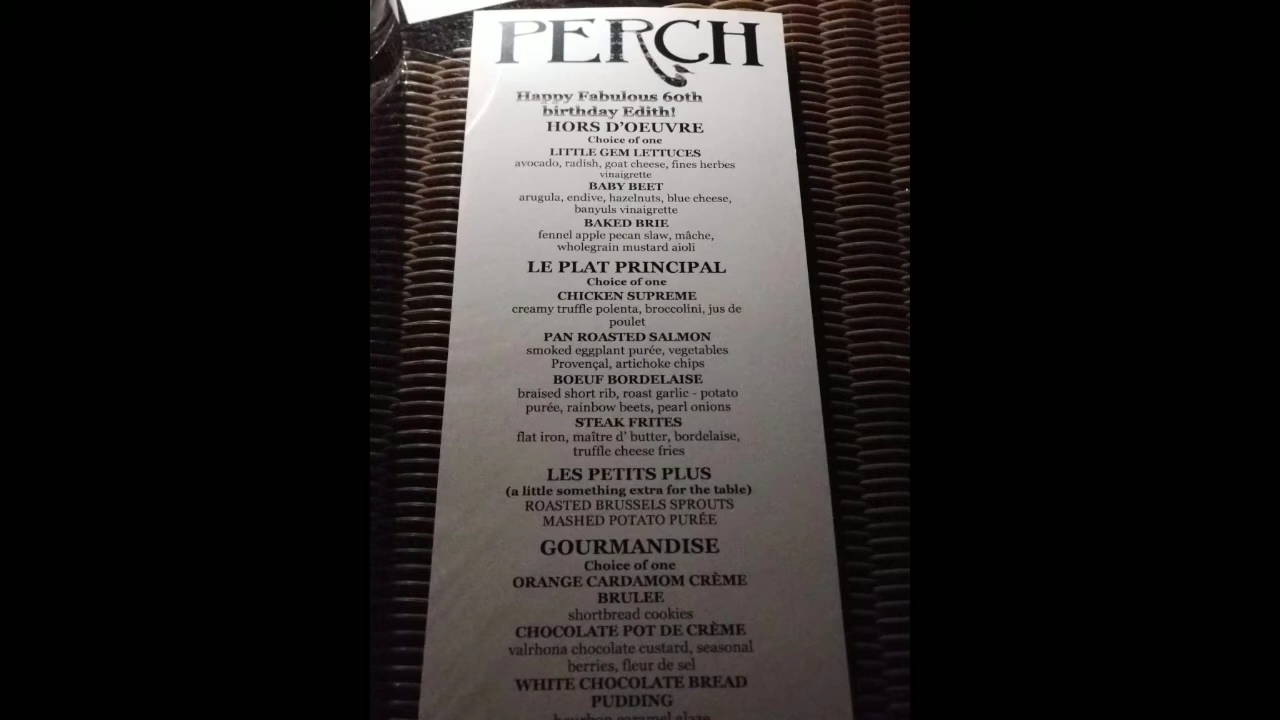 PERCH
Happy Fabulous 60th
birthday Edith!
HORS D'OEUVRE
Choice of one
LITTLE GEM LETTUCES
avocado, radish, goat cheese, fines herbes
vinaigrette
BABY BEET
arugula, endive, hazelnuts, blue cheese,
banyuls vinaigrette
BAKED BRIE
fennel apple pecan slaw, mâche,
wholegrain mustard aioli
LE PLAT PRINCIPAL
Choice of one
CHICKEN SUPREME
creamy truffle polenta, broccolini, jus de
poulet
PAN ROASTED SALMON
smoked eggplant purée, vegetables
Provençal, artichoke chips
BOEUF BORDELAISE
braised short rib, roast garlic - potato
purée, rainbow beets, pearl onions
STEAK FRITES
flat iron, maître d' butter, bordelaise,
truffle cheese fries
LES PETITS PLUS
(a little something extra for the table)
ROASTED BRUSSELS SPROUTS
MASHED POTATO PURÉE
GOURMANDISE
Choice of one
ORANGE CARDAMOM CRÈME
BRULEE
shortbread cookies
CHOCOLATE POT DE CRÈME
valrhona chocolate custard, seasonal
berries, fleur de sel
WHITE CHOCOLATE BREAD
PUDDING
bourbon caramel glaze